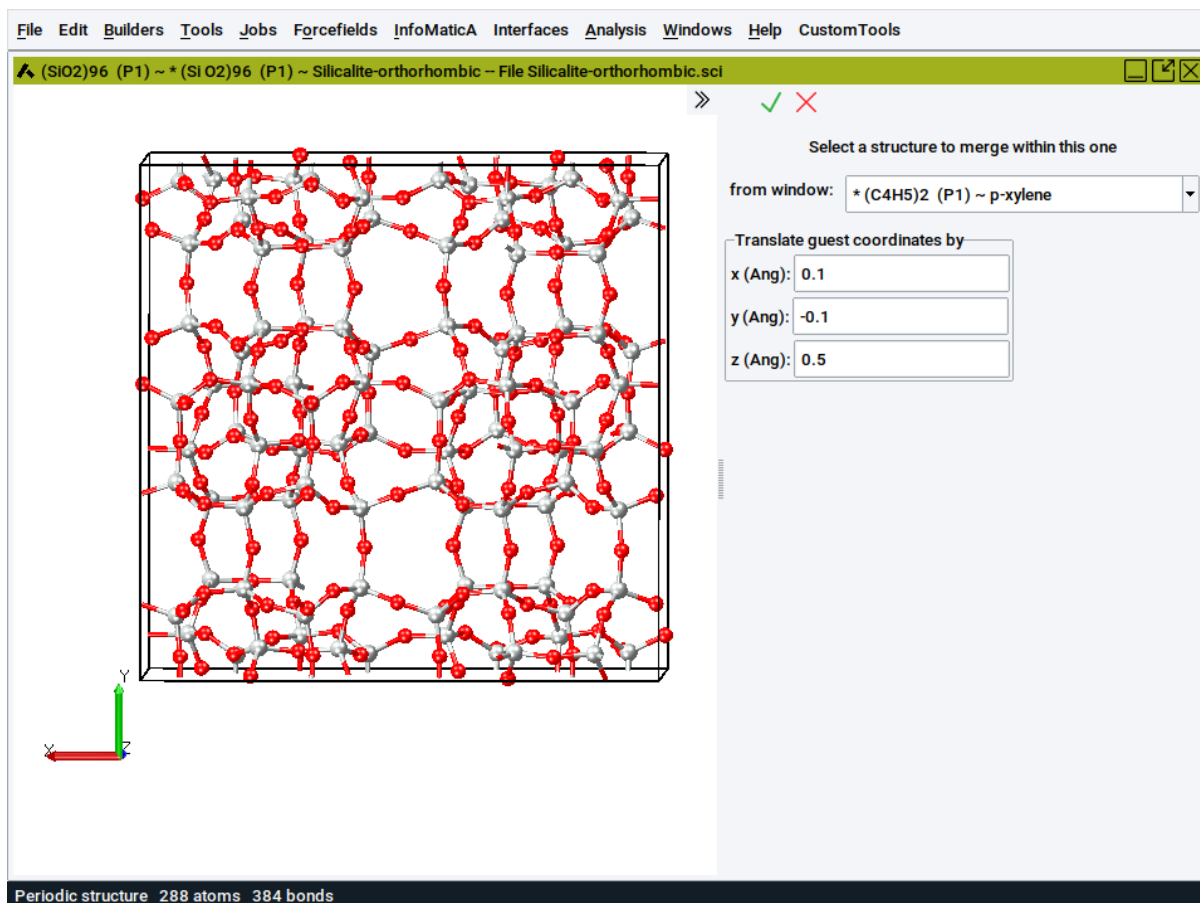 File Edit Builders Tools Jobs Forcefields InfoMaticA Interfaces Analysis Windows Help CustomTools
(SiO2)96 (P1) ~ * (Si O2)96 (P1) ~ Silicalite-orthorhombic -- File Silicalite-orthorhombic.sci
Select a structure to merge within this one
from window: * (C4H5)2 (P1) ~ p-xylene
Translate guest coordinates by
x (Ang): 0.1
y (Ang): -0.1
z (Ang): 0.5
Y
X Z
Periodic structure 288 atoms 384 bonds